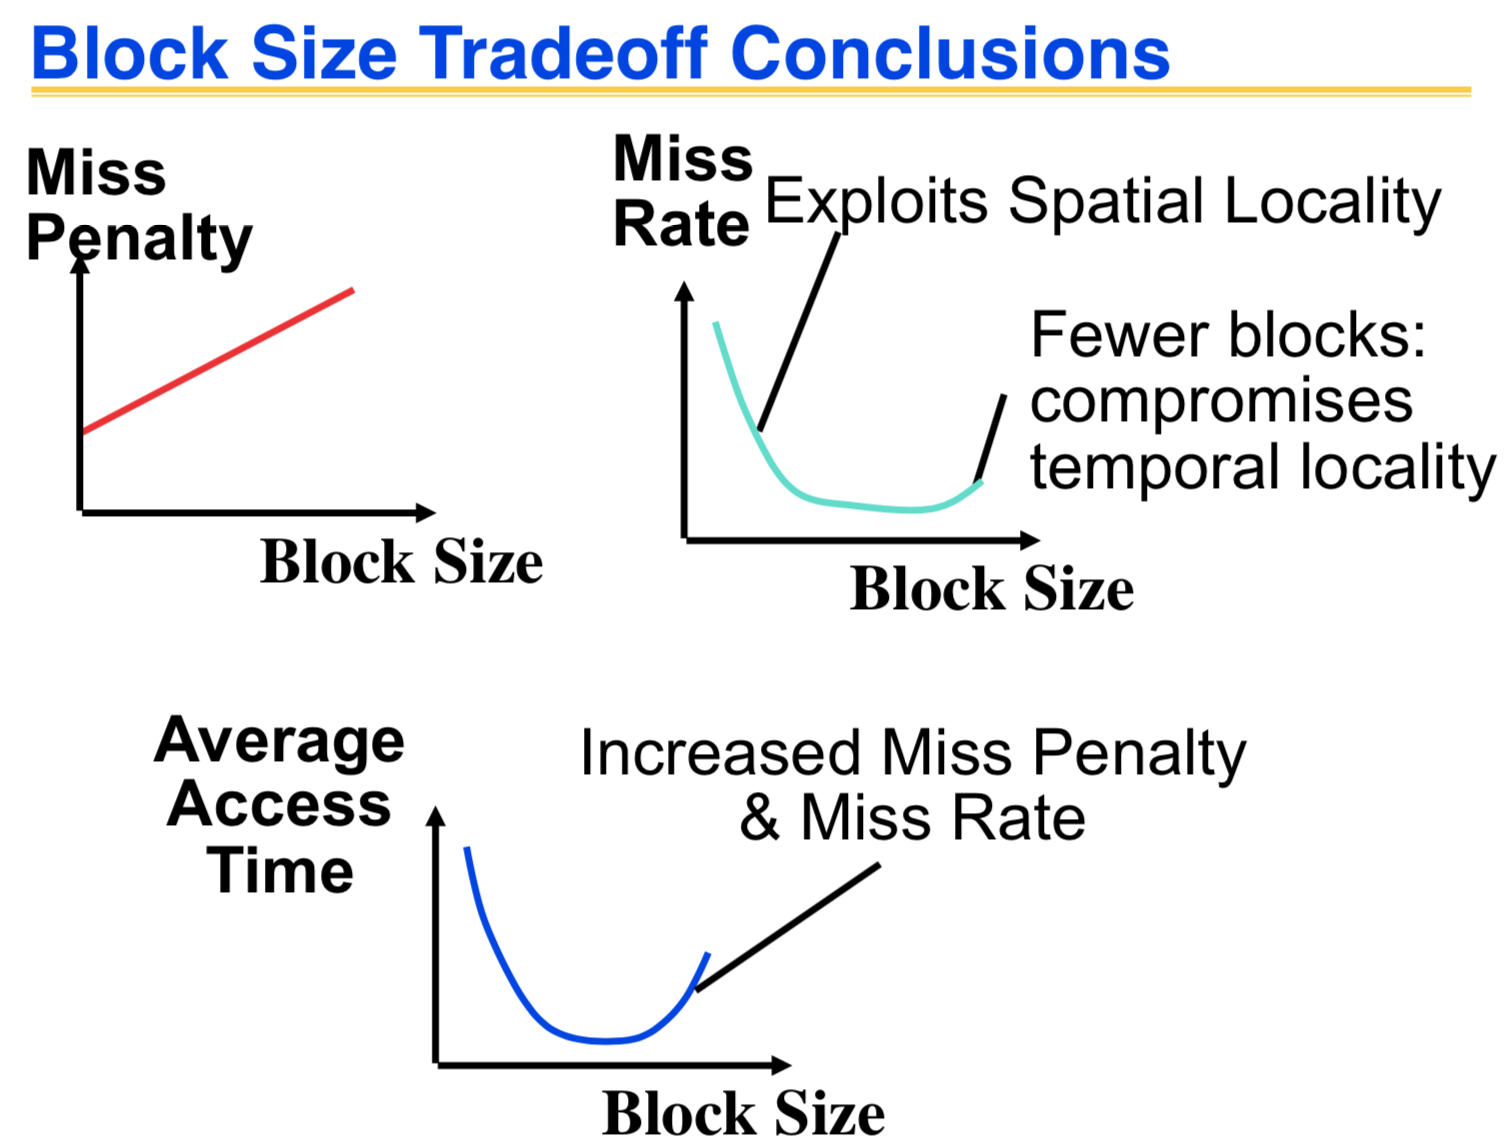 Block Size Tradeoff Conclusions
Miss
Penalty
Block Size
Miss
Rate
Exploits Spatial Locality
Fewer blocks:
compromises
temporal locality
Block Size
Average
Access
Time
Increased Miss Penalty
& Miss Rate
Block Size